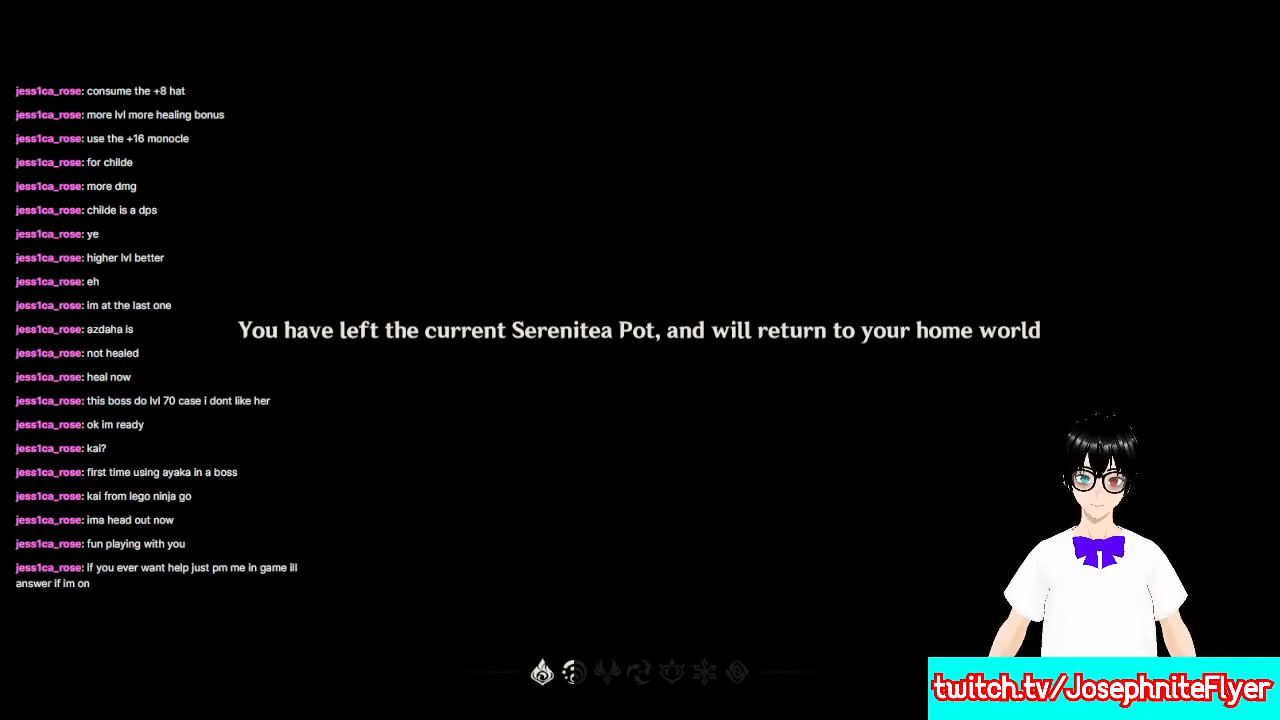 jess1ca_rose: consume the +8 hat
jess1ca_rose: more lvl more healing bonus
jess1ca_rose: use the +16 monocle
jess1ca_rose: for childe
jess1ca_rose: more dmg
jess1ca_rose: childe is a dps
jess1ca_rose: ye
jess1ca_rose: higher lvl better
jess1ca_rose: eh
jess1ca_rose: im at the last one
jess1ca_rose: azdaha is
You have left the current Serenitea Pot, and will return to your home world
jess1ca_rose: not healed
jess1ca_rose: heal now
jess1ca_rose: this boss do lvl 70 case i dont like her
jess1ca_rose: ok im ready
jess1ca_rose: kai?
jess1ca_rose: first time using ayaka in a boss
jess1ca_rose: kai from lego ninja go
jess1ca_rose: ima head out now
jess1ca_rose: fun playing with you
jess1ca_rose: if you ever want help just pm me in game ill
answer if im on
twitch.tv/JosephniteFlyer